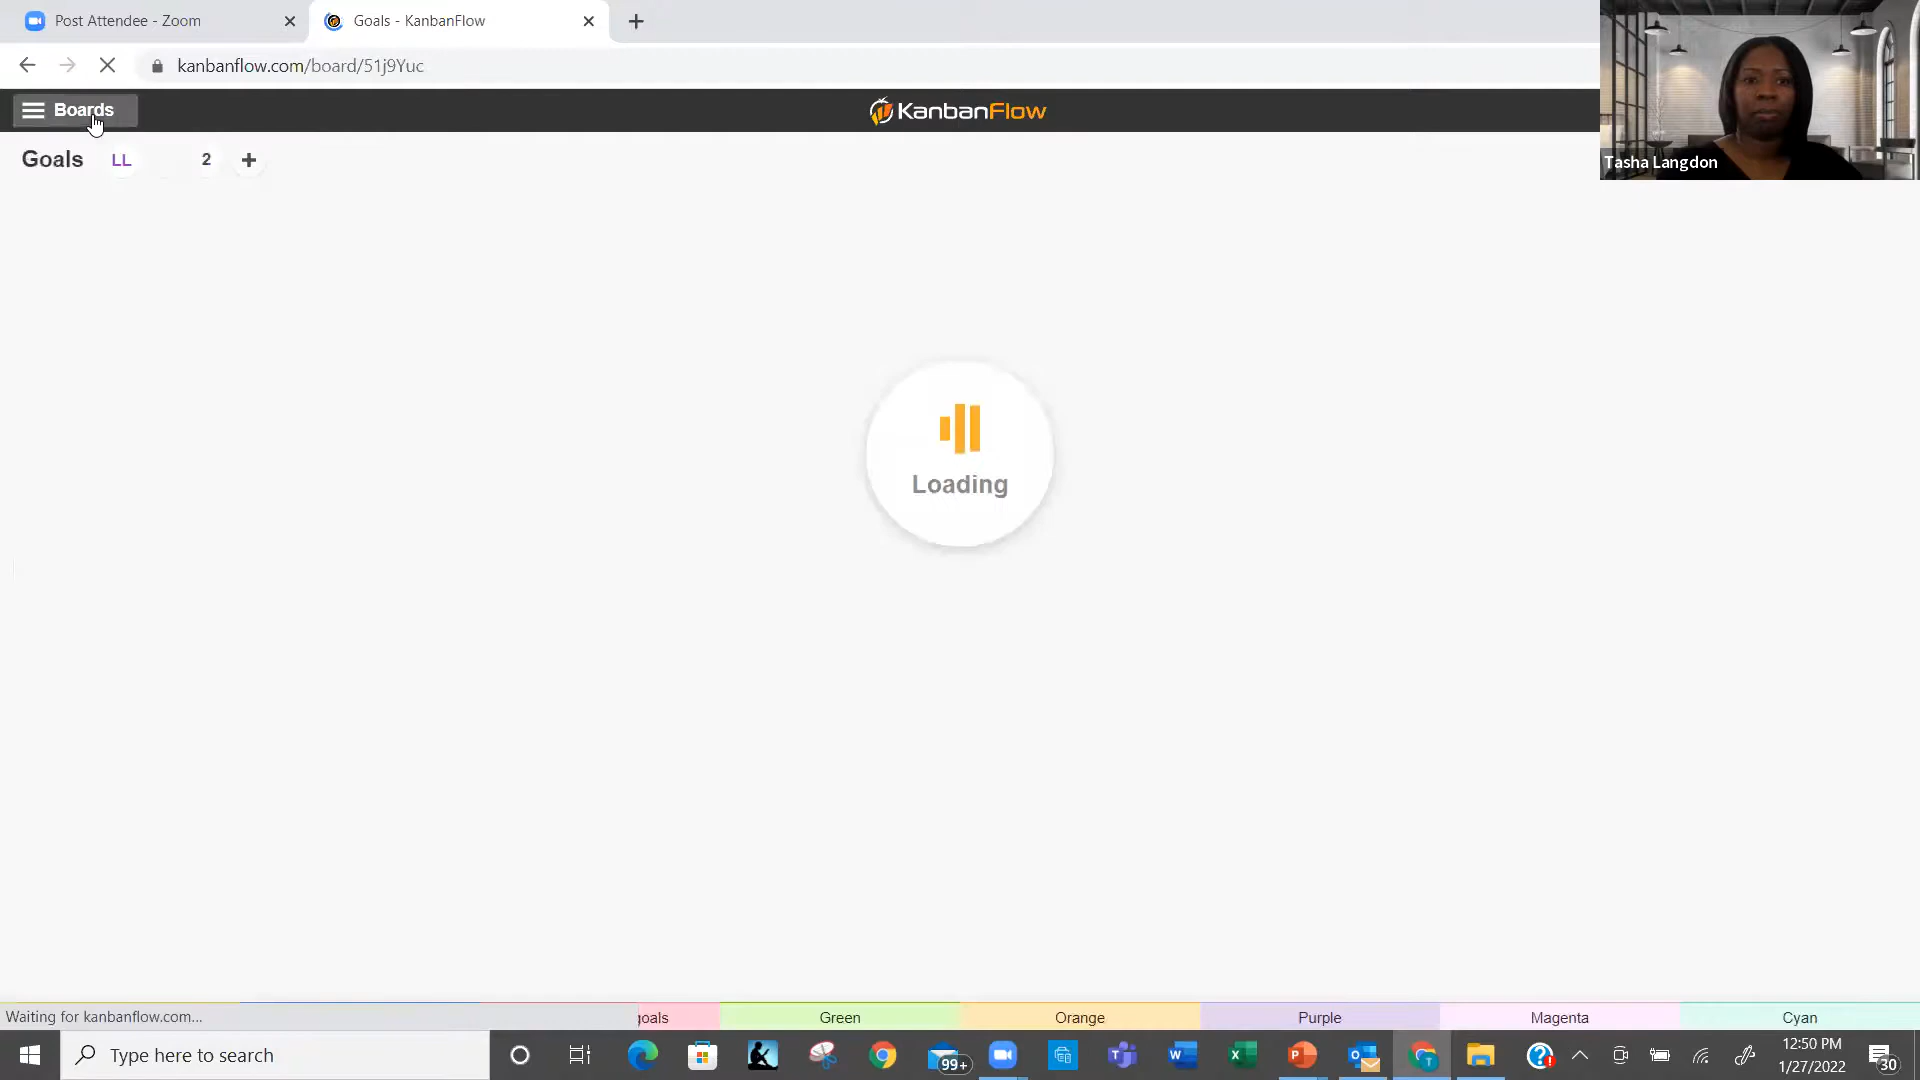 Post Attendee - Zoom
Goals - KanbanFlow
kanbanflow.com/board/51j9Yuc
Boards
KanbanFlow
Tasha Langdon
Goals LL 2 +
Loading
Waiting for kanbanflow.com...
goals Green Orange Purple Magenta Cyan
Type here to search
99+
12:50 PM
1/27/2022
30